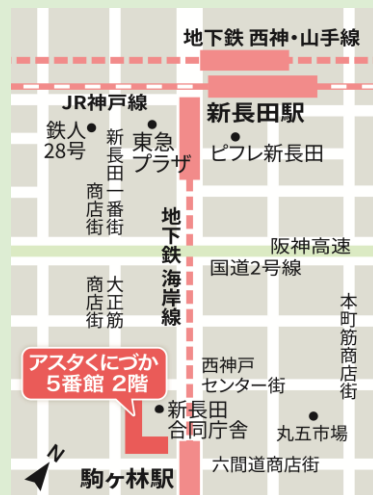 地下鉄 西神・山手線
JR神戸線
新長田駅
鉄人
28号
東急
プラザ
ピフレ新長田
新長田一番街
商店街
地下鉄 海岸線
阪神高速
国道2号線
大正筋
商店街
本町筋商店街
アスタくにづか
5番館 2階
西神戸
センター街
新長田
合同庁舎
丸五市場
六間道商店街
駒ヶ林駅
N